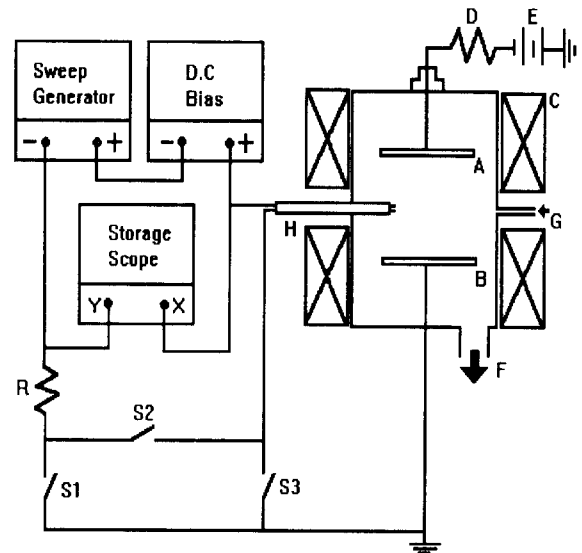 D E
Sweep Generator
D.C Bias
- + - +
C
A
G
H
Storage Scope
Y X
B
F
R
S2
S1
S3